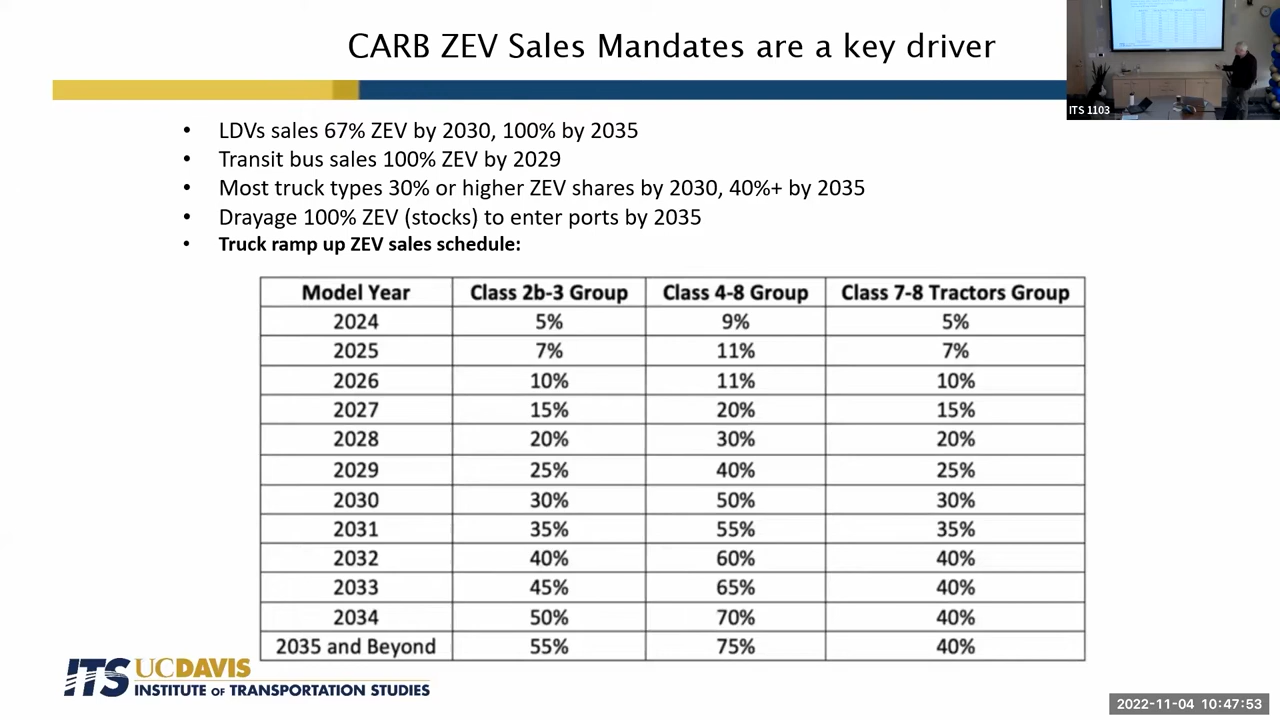 CARB ZEV Sales Mandates are a key driver
ITS 1103
• LDVs sales 67% ZEV by 2030, 100% by 2035
• Transit bus sales 100% ZEV by 2029
• Most truck types 30% or higher ZEV shares by 2030, 40%+ by 2035
• Drayage 100% ZEV (stocks) to enter ports by 2035
• Truck ramp up ZEV sales schedule:
Model Year Class 2b-3 Group Class 4-8 Group Class 7-8 Tractors Group
2024 5% 9% 5%
2025 7% 11% 7%
2026 10% 11% 10%
2027 15% 20% 15%
2028 20% 30% 20%
2029 25% 40% 25%
2030 30% 50% 30%
2031 35% 55% 35%
2032 40% 60% 40%
2033 45% 65% 40%
2034 50% 70% 40%
2035 and Beyond 55% 75% 40%
ITS UCDAVIS
INSTITUTE OF TRANSPORTATION STUDIES
2022-11-04 10:47:53